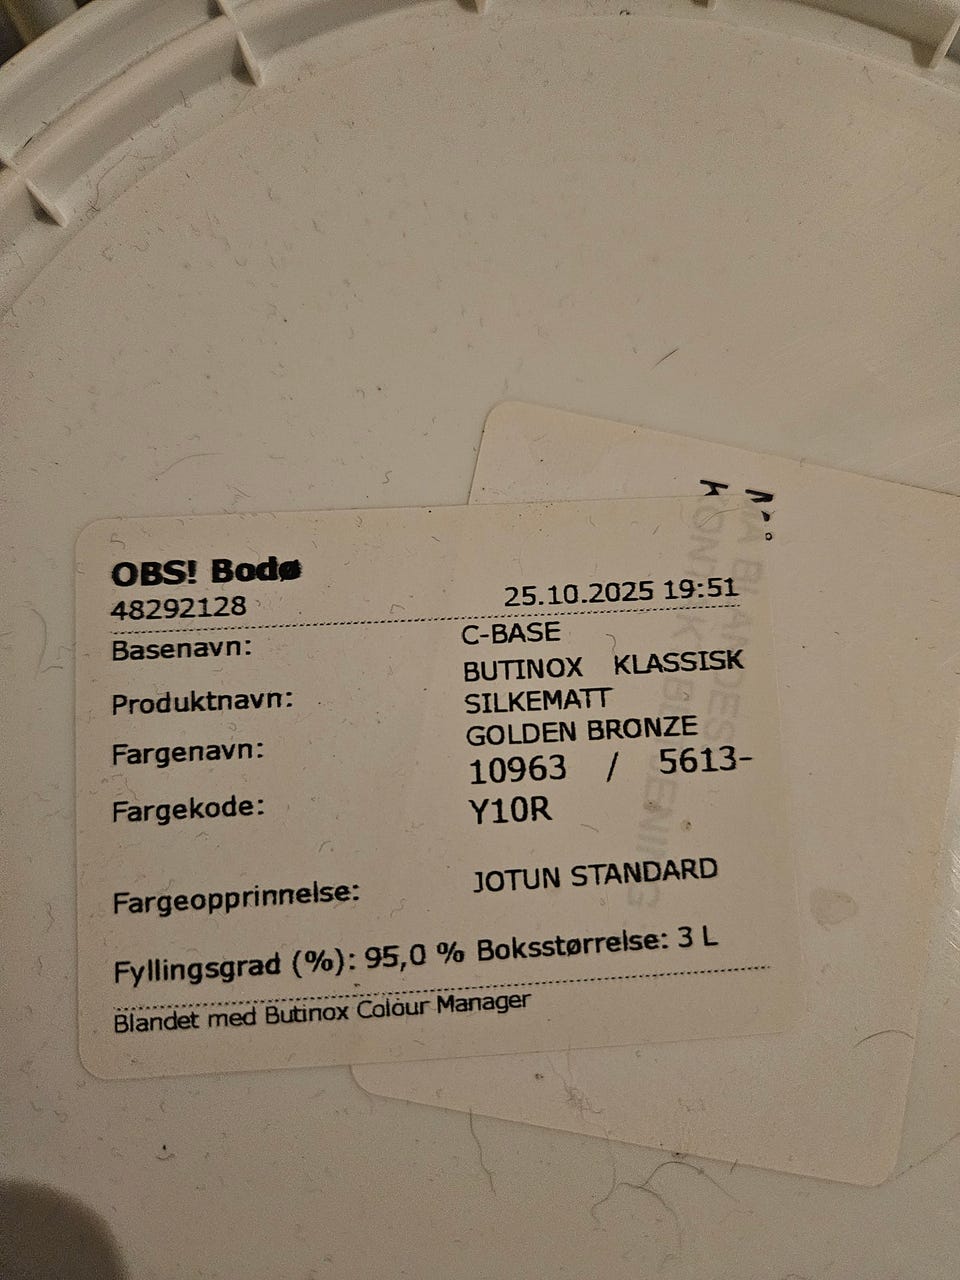 OBS! Bodø
48292128 25.10.2025 19:51
Basenavn: C-BASE
Produktnavn: BUTINOX KLASSISK
SILKEMATT
Fargenavn: GOLDEN BRONZE
Fargekode: 10963 / 5613-
Y10R
Fargeopprinnelse: JOTUN STANDARD
Fyllingsgrad (%): 95,0 % Boksstørrelse: 3 L
Blandet med Butinox Colour Manager